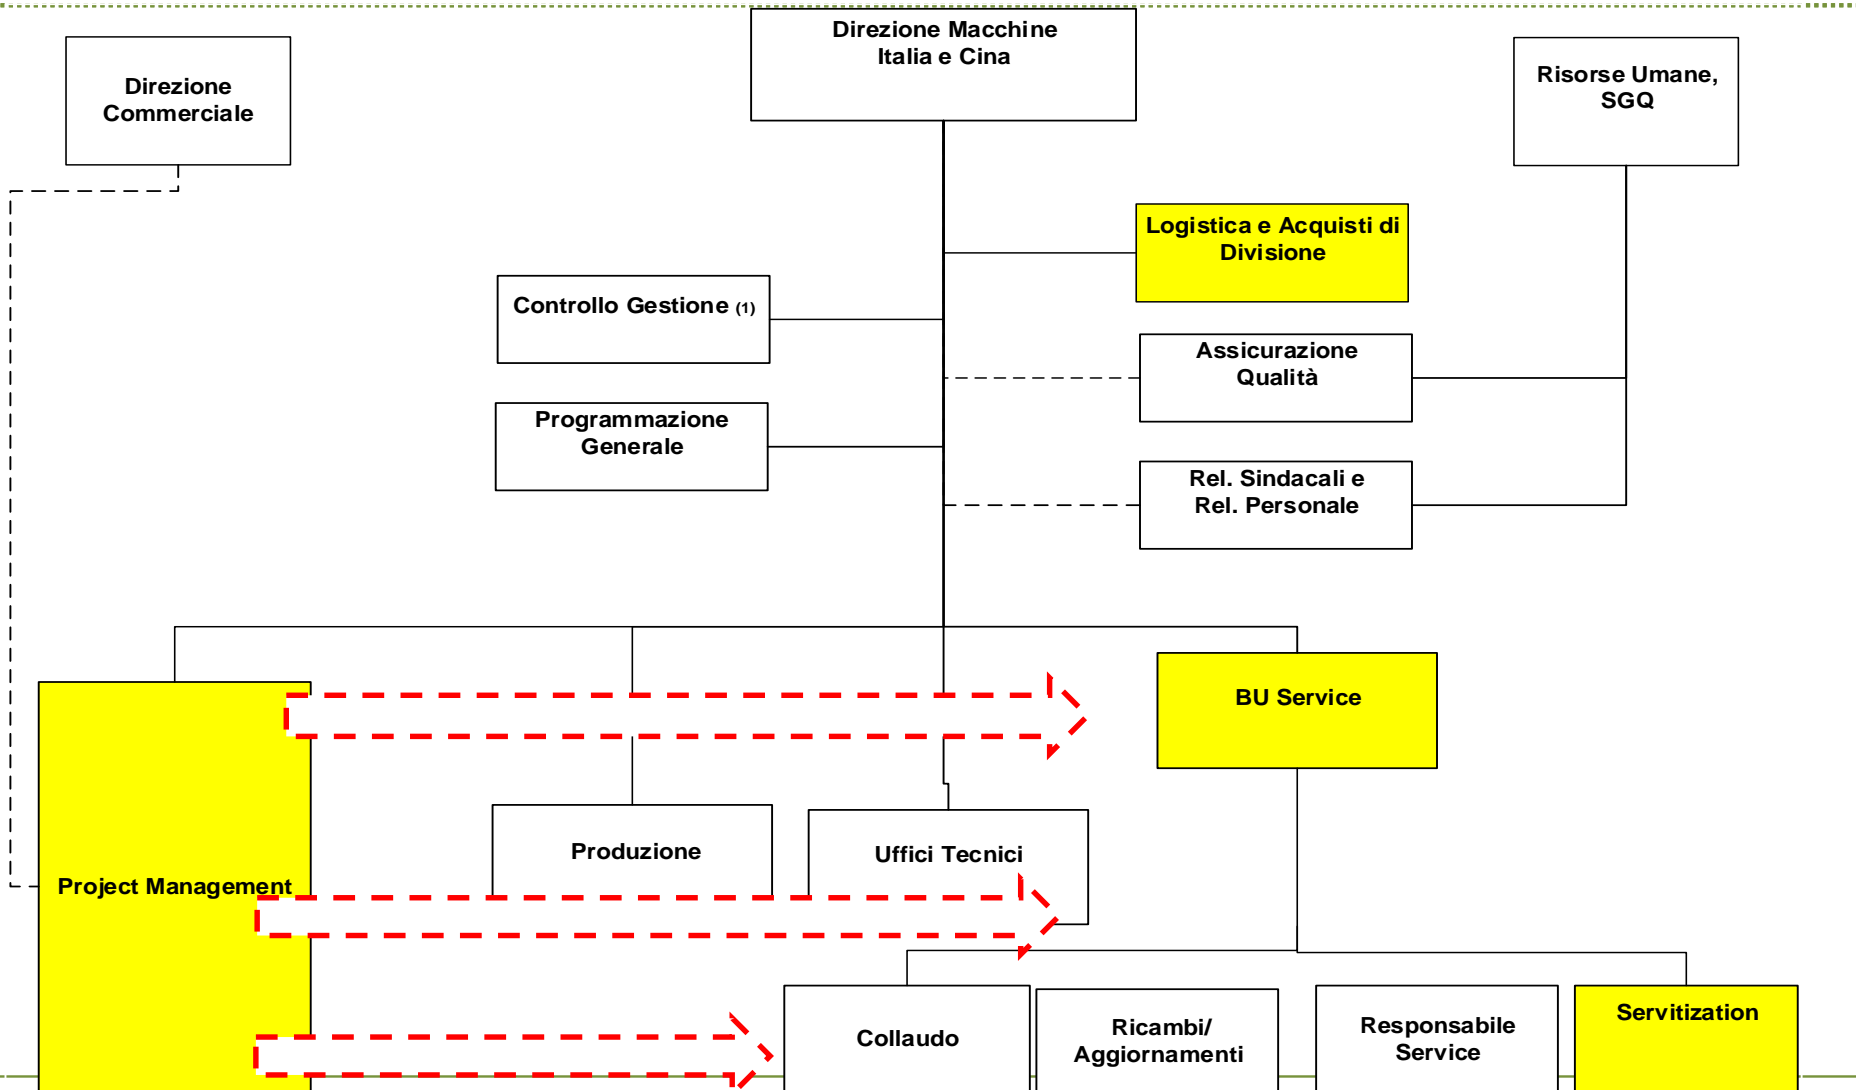 Direzione Macchine
Italia e Cina
Direzione
Commerciale
Risorse Umane,
SGQ
Logistica e Acquisti di
Divisione
Controllo Gestione (1)
Assicurazione
Qualità
Programmazione
Generale
Rel. Sindacali e
Rel. Personale
BU Service
Produzione
Uffici Tecnici
Project Management
Collaudo
Ricambi/
Aggiornamenti
Responsabile
Service
Servitization